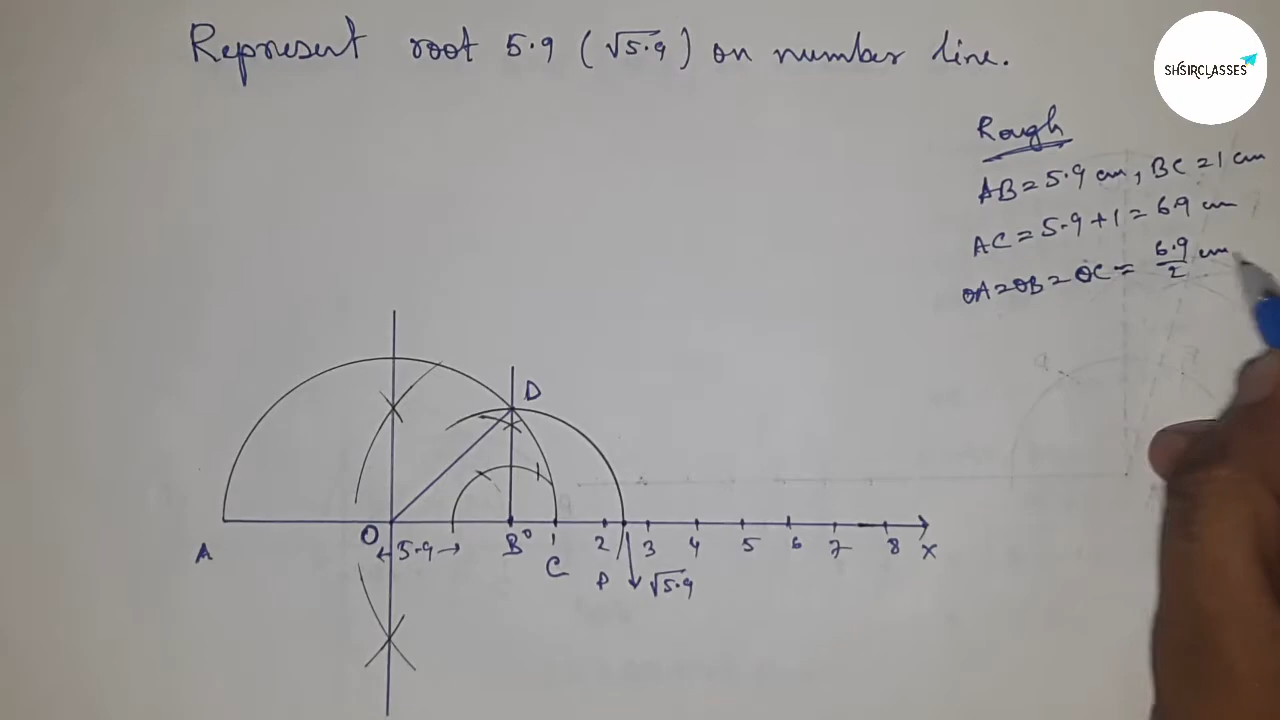 Represent root 5.9 (√5.9) on number line.
SHSIRCLASSES
Rough
AB = 5.9 cm, BC = 1 cm
AC = 5.9 + 1 = 6.9 cm
OA = OB = OC = 6.9/2 cm
D
O
A
←5.9→
B 0 1 2 3 4 5 6 7 8 X
C
P
√5.9